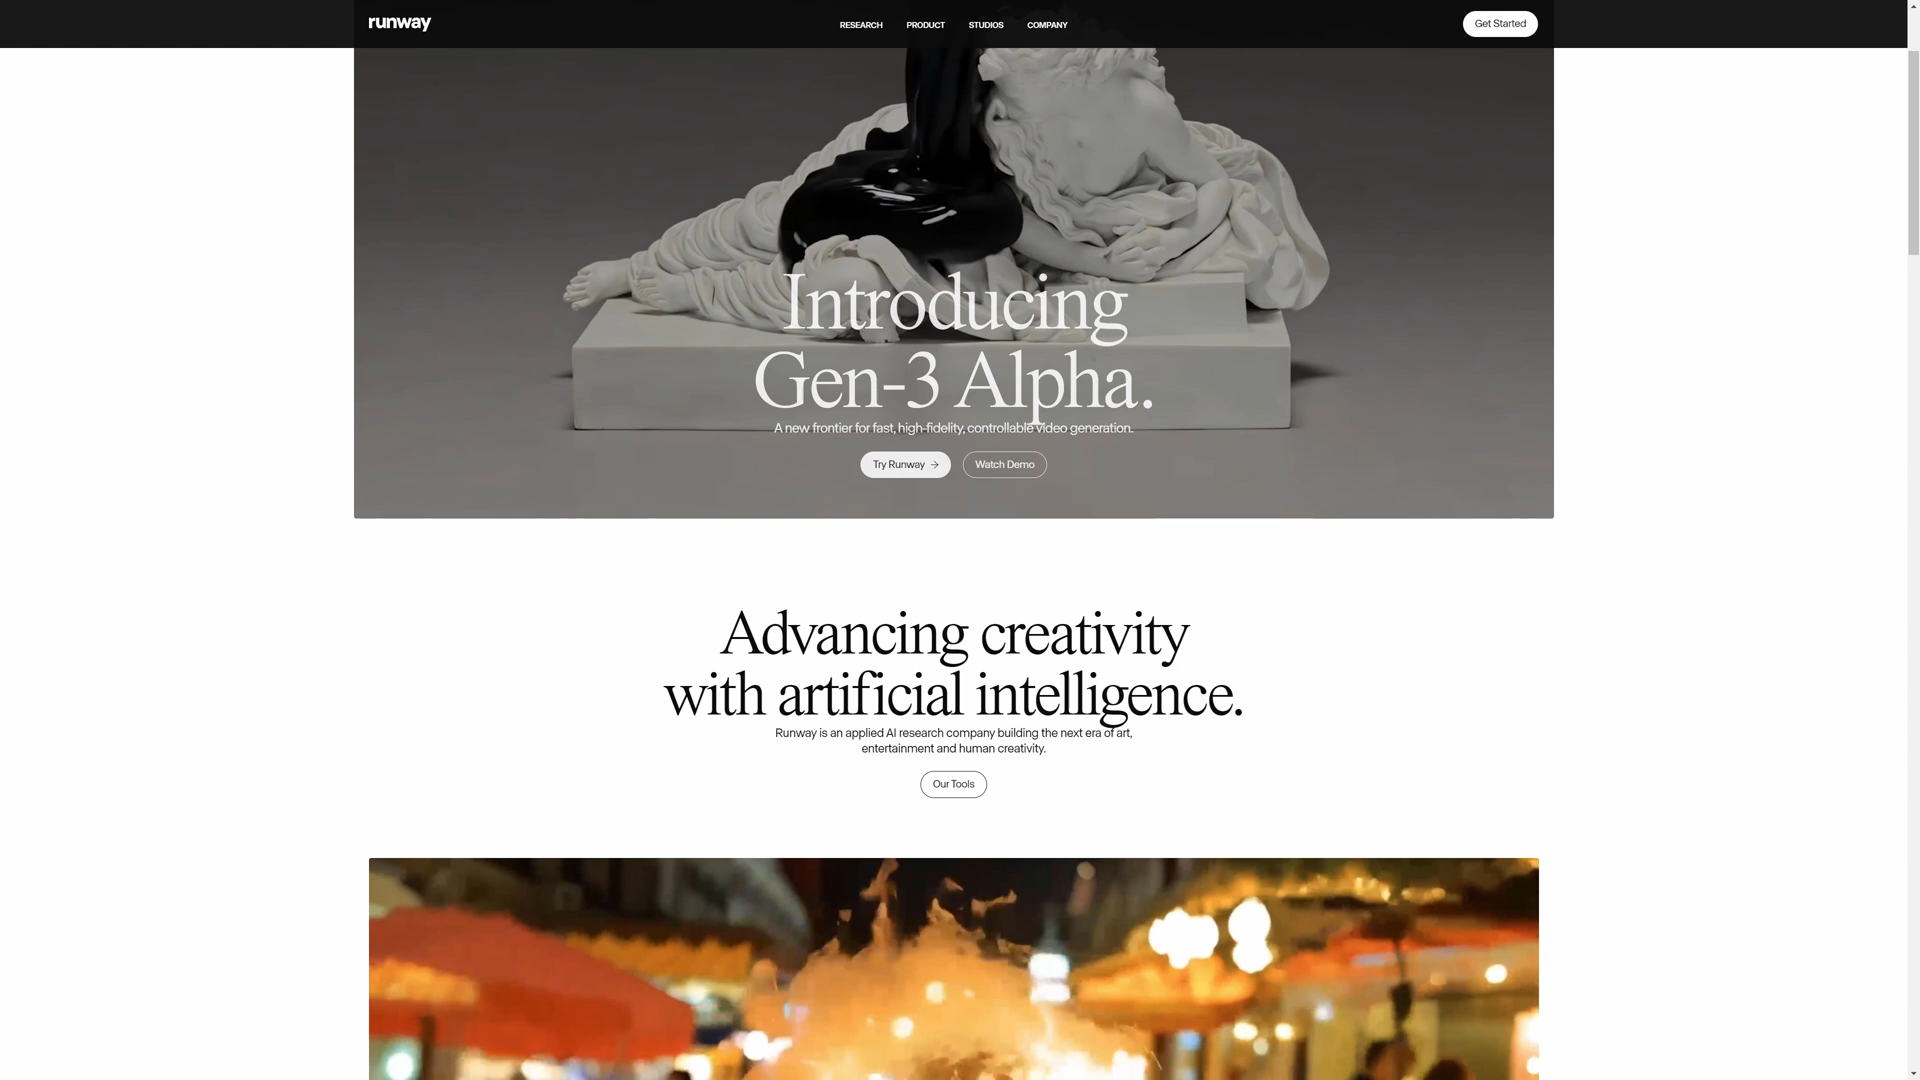 runway
RESEARCH
PRODUCT
STUDIOS
COMPANY
Get Started
Introducing
Gen-3 Alpha.
A new frontier for fast, high-fidelity, controllable video generation.
Try Runway →
Watch Demo
Advancing creativity
with artificial intelligence.
Runway is an applied AI research company building the next era of art,
entertainment and human creativity.
Our Tools